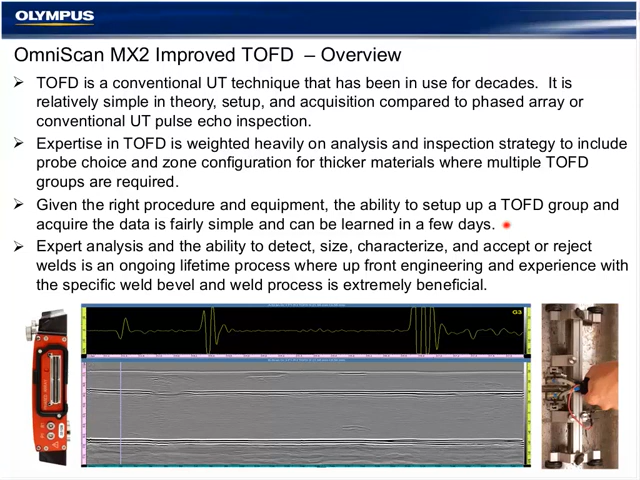 OLYMPUS
OmniScan MX2 Improved TOFD – Overview
TOFD is a conventional UT technique that has been in use for decades. It is
relatively simple in theory, setup, and acquisition compared to phased array or
conventional UT pulse echo inspection.
Expertise in TOFD is weighted heavily on analysis and inspection strategy to include
probe choice and zone configuration for thicker materials where multiple TOFD
groups are required.
Given the right procedure and equipment, the ability to setup up a TOFD group and
acquire the data is fairly simple and can be learned in a few days.
Expert analysis and the ability to detect, size, characterize, and accept or reject
welds is an ongoing lifetime process where up front engineering and experience with
the specific weld bevel and weld process is extremely beneficial.
G3